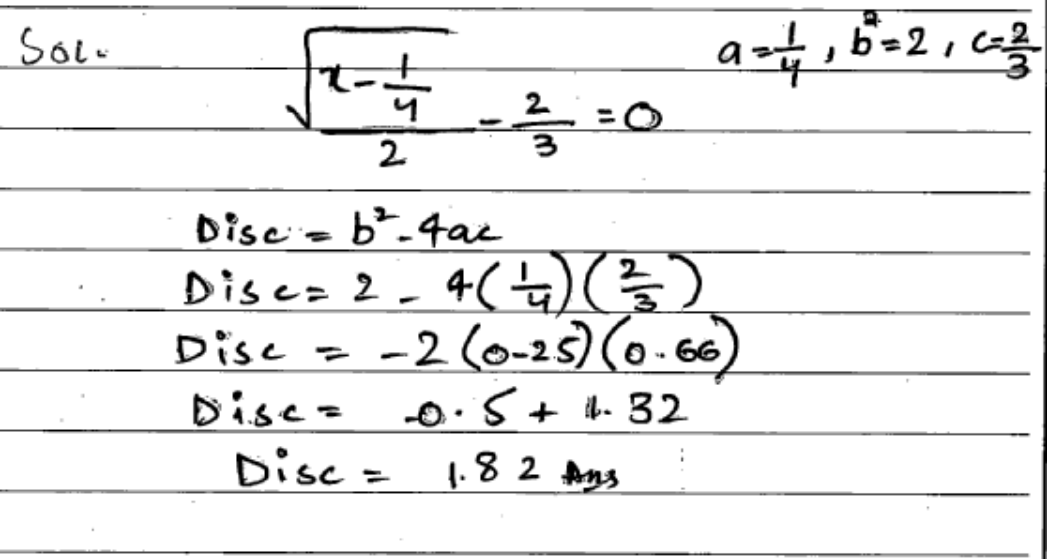 Sol.
√(x - 1/4)/2 - 2/3 = 0
a = 1/4, b² = 2, c = 2/3
Disc = b² - 4ac
Disc = 2 - 4(1/4)(2/3)
Disc = -2(0-25)(0.66)
Disc = -0.5 + 1.32
Disc = 1.82 Ans